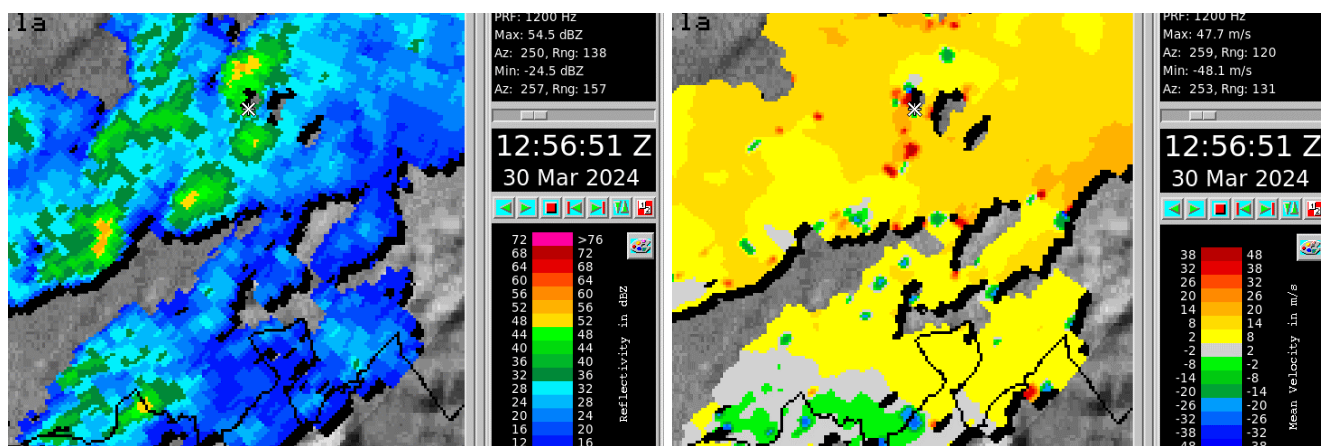 la
PRF: 1200 Hz
Max: 54.5 dBZ
Az: 250, Rng: 138
Min: -24.5 dBZ
Az: 257, Rng: 157
12:56:51 Z
30 Mar 2024
72 >76
68 72
64 68
60 64
56 60
52 56
48 52
44 48
40 44
36 40
32 36
28 32
24 28
20 24
16 20
12 16
Reflectivity in dBZ
la
PRF: 1200 Hz
Max: 47.7 m/s
Az: 259, Rng: 120
Min: -48.1 m/s
Az: 253, Rng: 131
12:56:51 Z
30 Mar 2024
38 48
32 38
26 32
20 26
14 20
8 14
2 8
-2 2
-8 -2
-14 -8
-20 -14
-26 -20
-32 -26
-38 -32
-48 -38
Mean Velocity in m/s